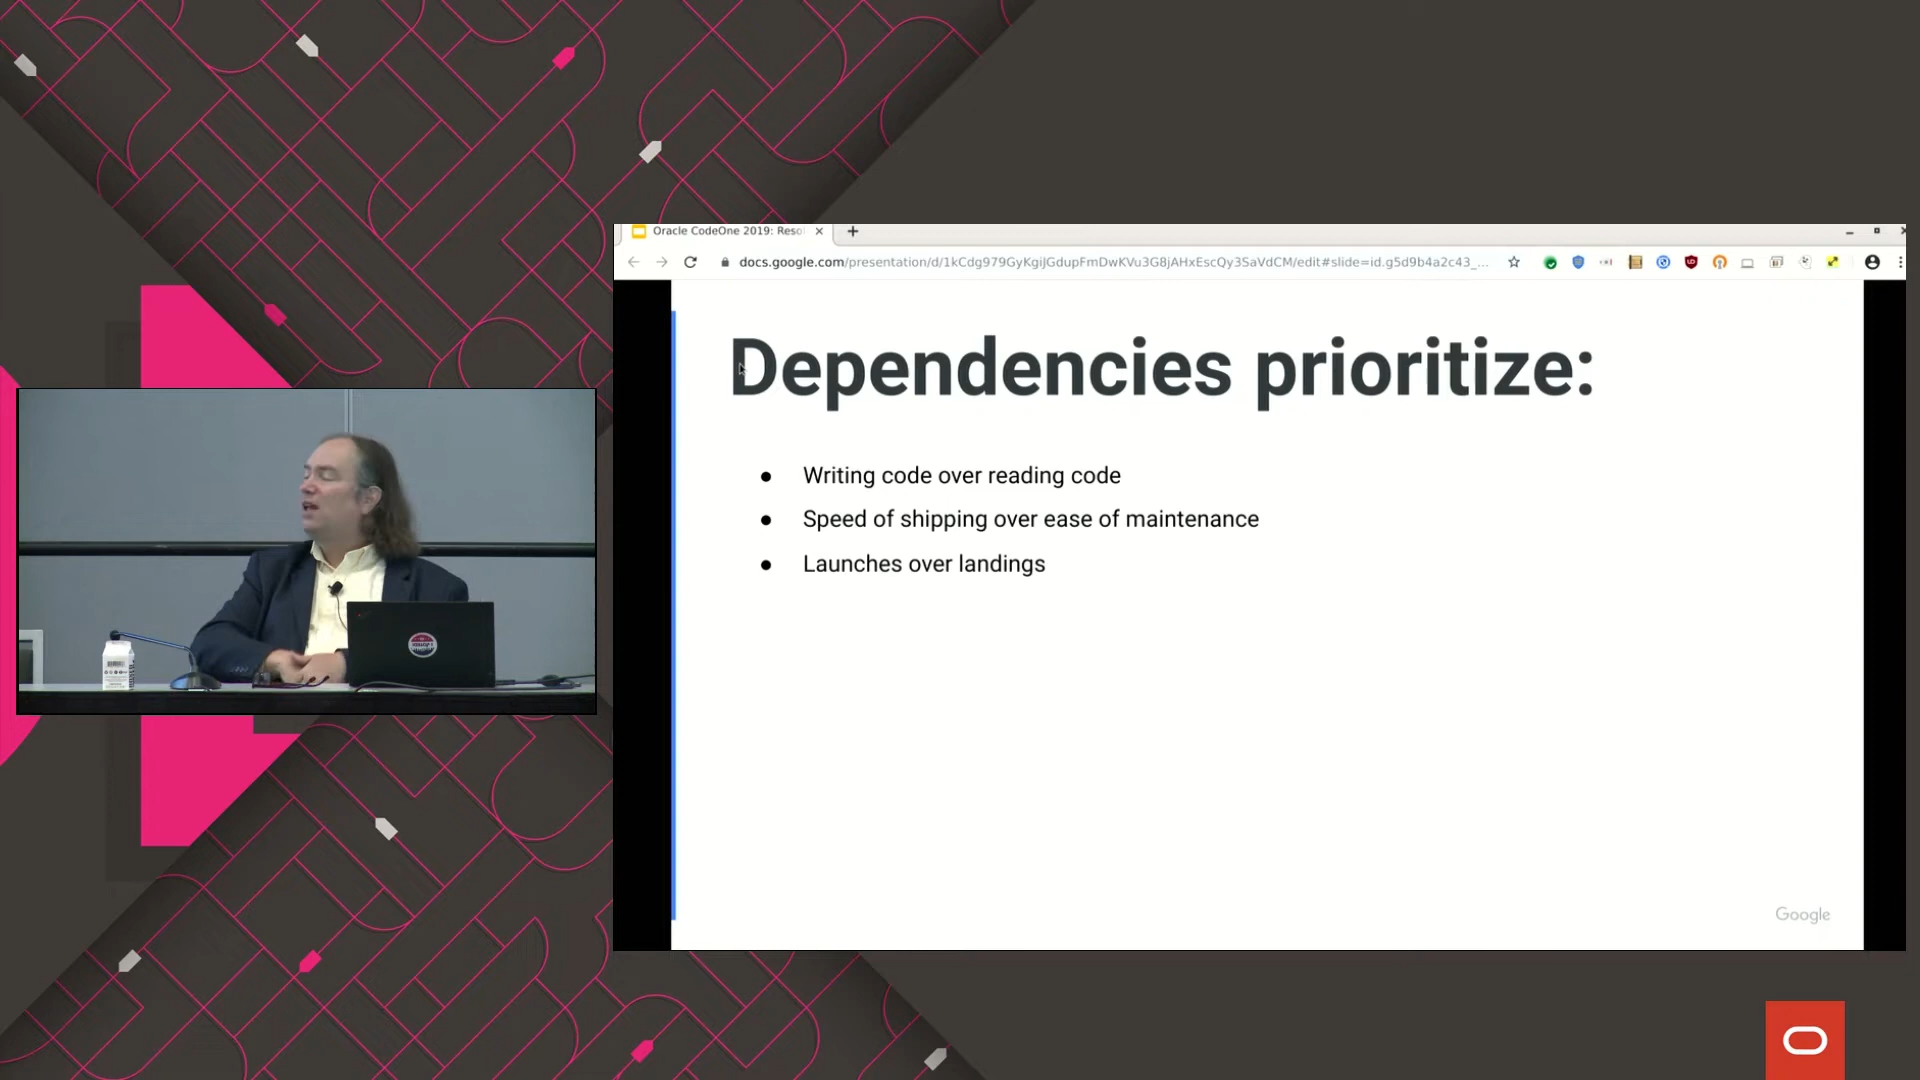 Oracle CodeOne 2019: Reso
docs.google.com/presentation/d/1kCdg979GyKgiJGdupFmDwKVu3G8jAHxEscQy3SaVdCM/edit#slide=id.g5d9b4a2c43_...
Dependencies prioritize:
● Writing code over reading code
● Speed of shipping over ease of maintenance
● Launches over landings
Google